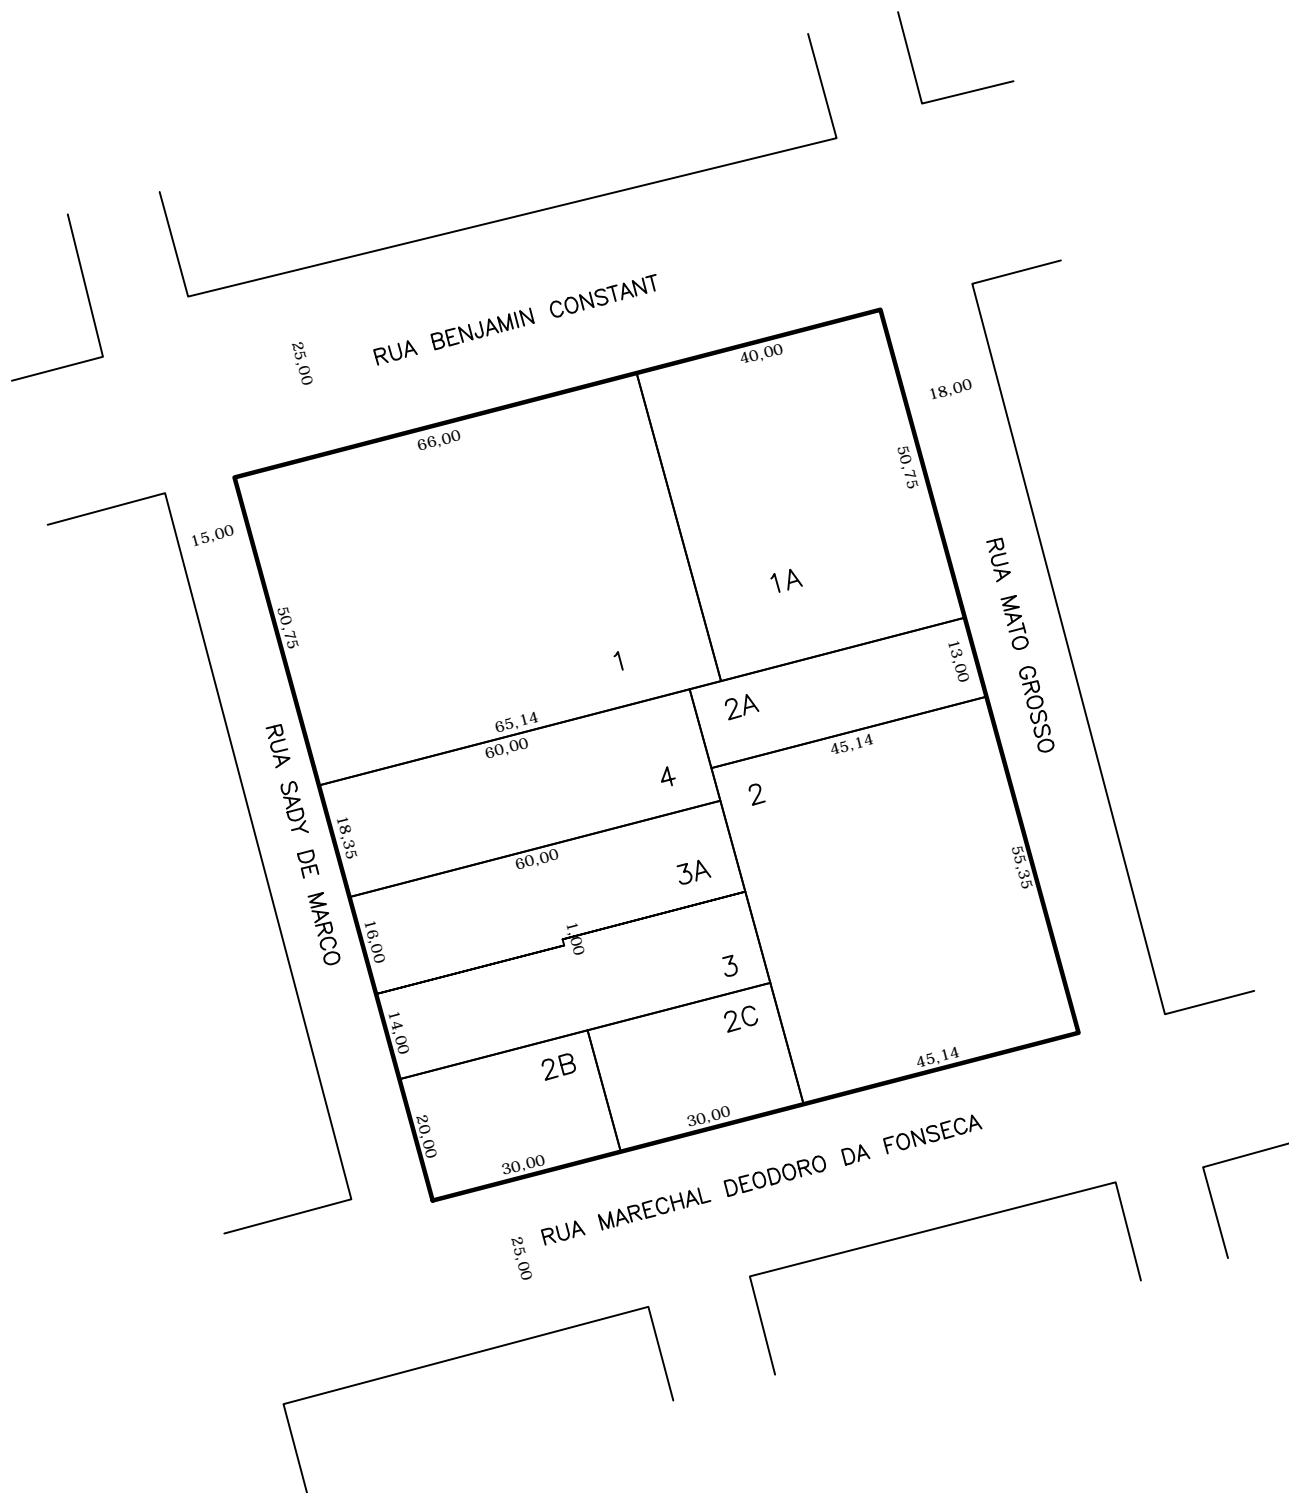 RUA BENJAMIN CONSTANT
25,00
40,00
18,00
66,00
50,75
15,00
RUA MATO GROSSO
1A
50,75
1
13,00
2A
65,14
60,00
45,14
RUA SADY DE MARCO
4
2
18,35
60,00
3A
55,35
16,00
1,00
3
14,00
2C
2B
45,14
20,00
30,00
30,00
RUA MARECHAL DEODORO DA FONSECA
25,00